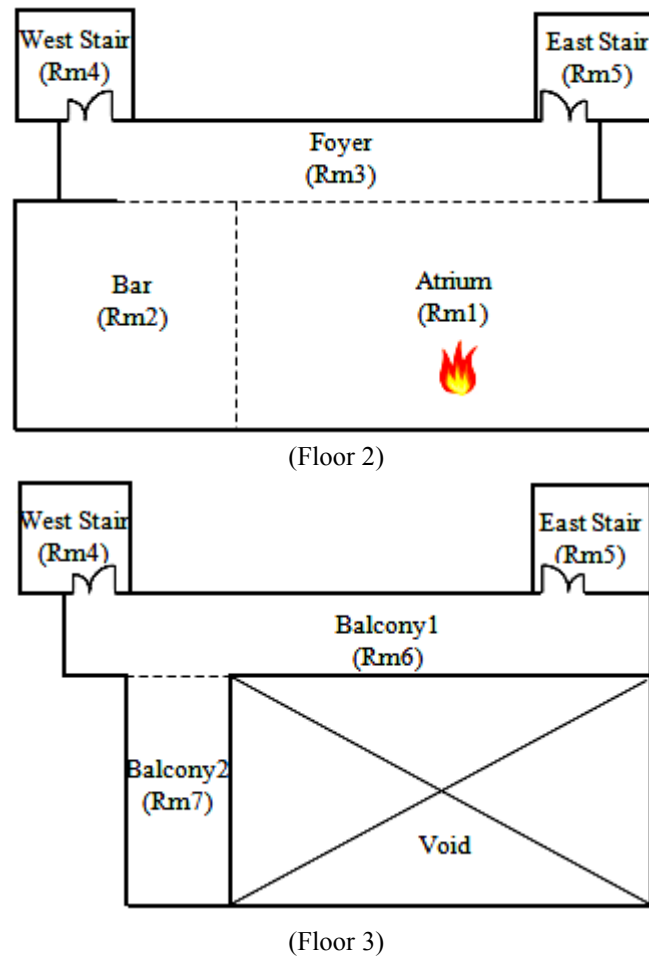 West Stair
(Rm4)
East Stair
(Rm5)
Foyer
(Rm3)
Bar
(Rm2)
Atrium
(Rm1)
(Floor 2)
West Stair
(Rm4)
East Stair
(Rm5)
Balcony1
(Rm6)
Balcony2
(Rm7)
Void
(Floor 3)